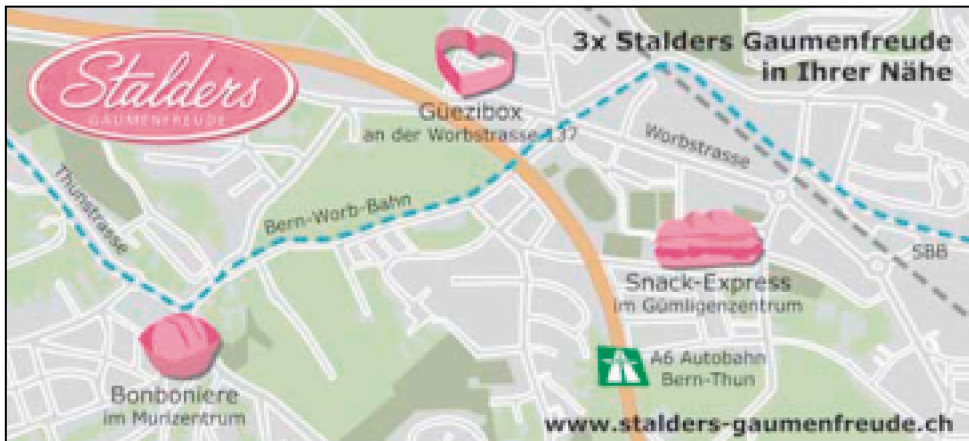 Stalders
GAUMENFREUDE
3x Stalders Gaumenfreude
in Ihrer Nähe
Güezibox
an der Worbstrasse 137
Worbstrasse
Thunstrasse
Bern-Worb-Bahn
SBB
Snack-Express
im Gümligenzentrum
A6 Autobahn
Bern-Thun
Bonboniere
im Murizentrum
www.stalders-gaumenfreude.ch